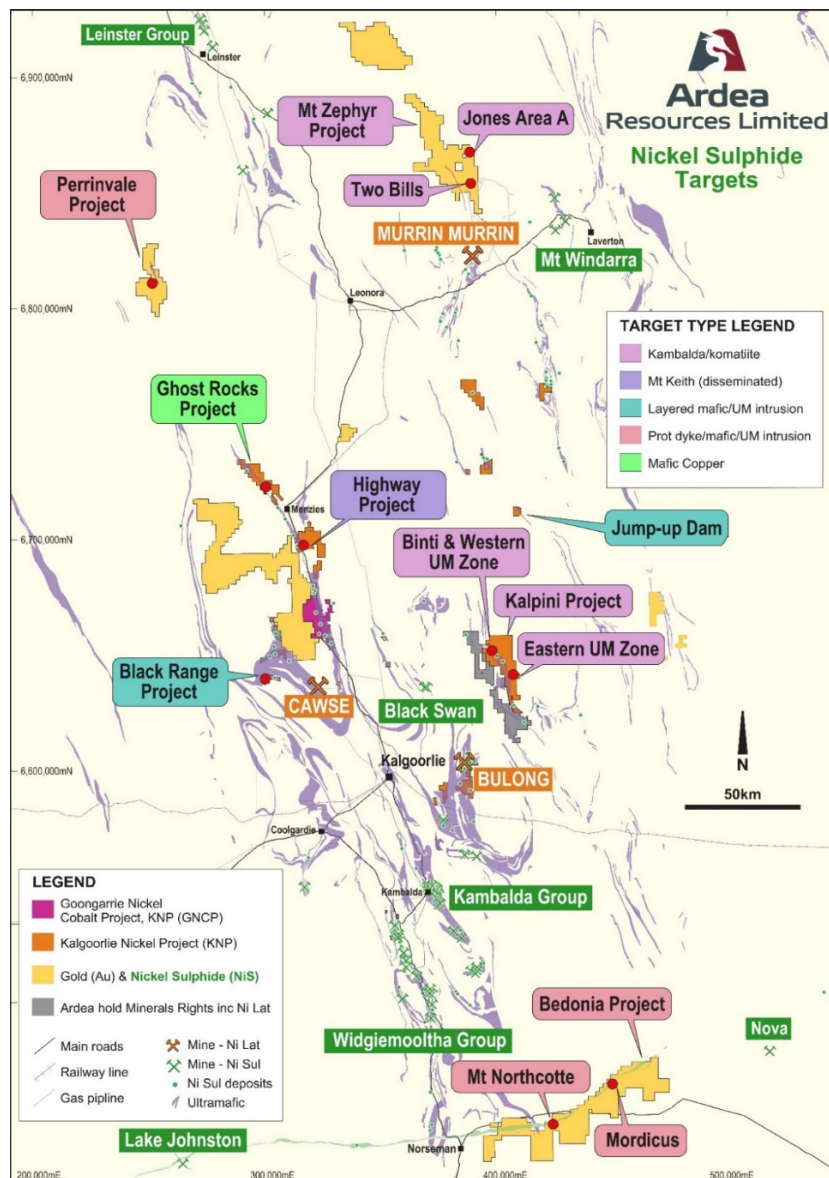 Leinster Group
Leinster
6,900,000mN
Ardea
Resources Limited
Nickel Sulphide
Targets
Mt Zephyr
Project
Jones Area A
Two Bills
Perrinvale
Project
MURRIN MURRIN
Laverton
Mt Windarra
6,800,000mN
Leonora
TARGET TYPE LEGEND
Kambalda/komatiite
Mt Keith (disseminated)
Layered mafic/UM intrusion
Prot dyke/mafic/UM intrusion
Mafic Copper
Ghost Rocks
Project
Highway
Project
Menzies
6,700,000mN
Jump-up Dam
Binti & Western
UM Zone
Kalpini Project
Eastern UM Zone
Black Range
Project
CAWSE
Black Swan
Kalgoorlie
6,600,000mN
BULONG
N
50km
Coolgardie
LEGEND
Goongarrie Nickel
Cobalt Project, KNP (GNCP)
Kalgoorlie Nickel Project (KNP)
Gold (Au) & Nickel Sulphide (NiS)
Ardea hold Minerals Rights inc Ni Lat
Main roads
Railway line
Gas pipline
Mine - Ni Lat
Mine - Ni Sul
Ni Sul deposits
Ultramafic
Kambalda
Kambalda Group
Widgiemooltha Group
Bedonia Project
Nova
Mt Northcotte
Mordicus
Lake Johnston
Norseman
200,000mE
300,000mE
400,000mE
500,000mE